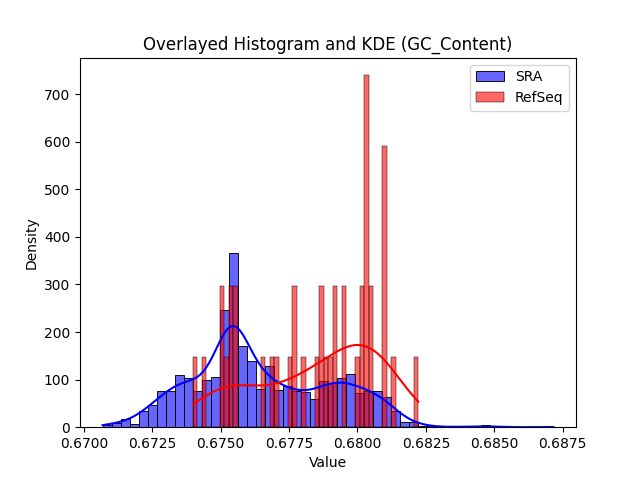 Overlayed Histogram and KDE (GC_Content)
SRA
RefSeq
700
600
500
400
300
200
100
0
Density
0.6700 0.6725 0.6750 0.6775 0.6800 0.6825 0.6850 0.6875
Value